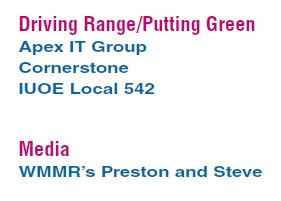 Driving Range/Putting Green
Apex IT Group
Cornerstone
IUOE Local 542
Media
WMMR's Preston and Steve